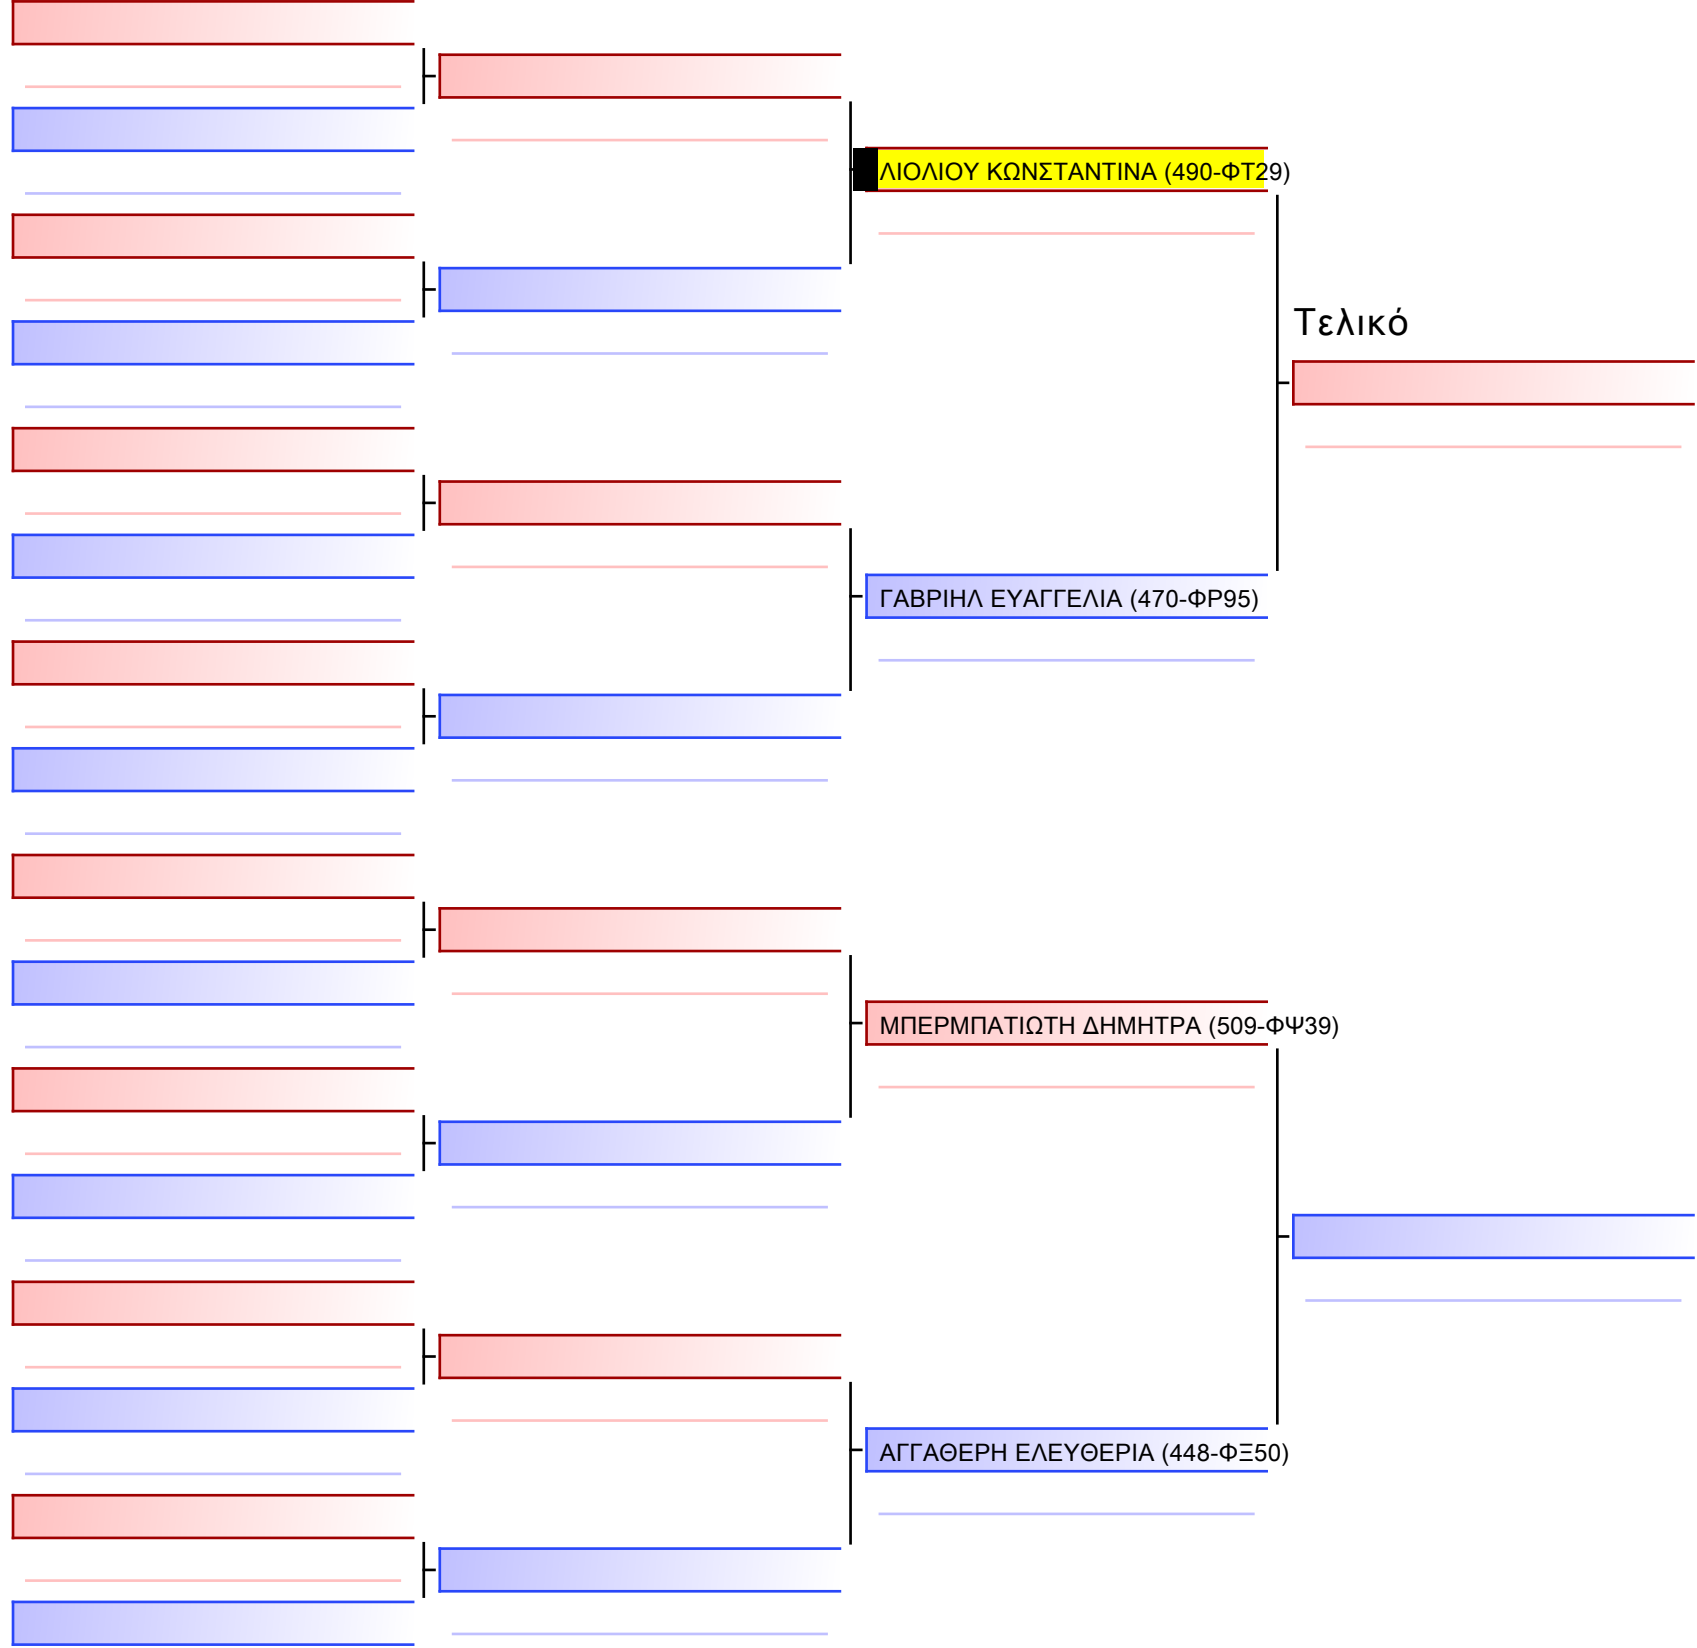 ΛΙΟΛΙΟΥ ΚΩΝΣΤΑΝΤΙΝΑ (490-ΦΤ29)
Τελικό
ΓΑΒΡΙΗΛ ΕΥΑΓΓΕΛΙΑ (470-ΦΡ95)
ΜΠΕΡΜΠΑΤΙΩΤΗ ΔΗΜΗΤΡΑ (509-ΦΨ39)
ΑΓΓΑΘΕΡΗ ΕΛΕΥΘΕΡΙΑ (448-ΦΞ50)